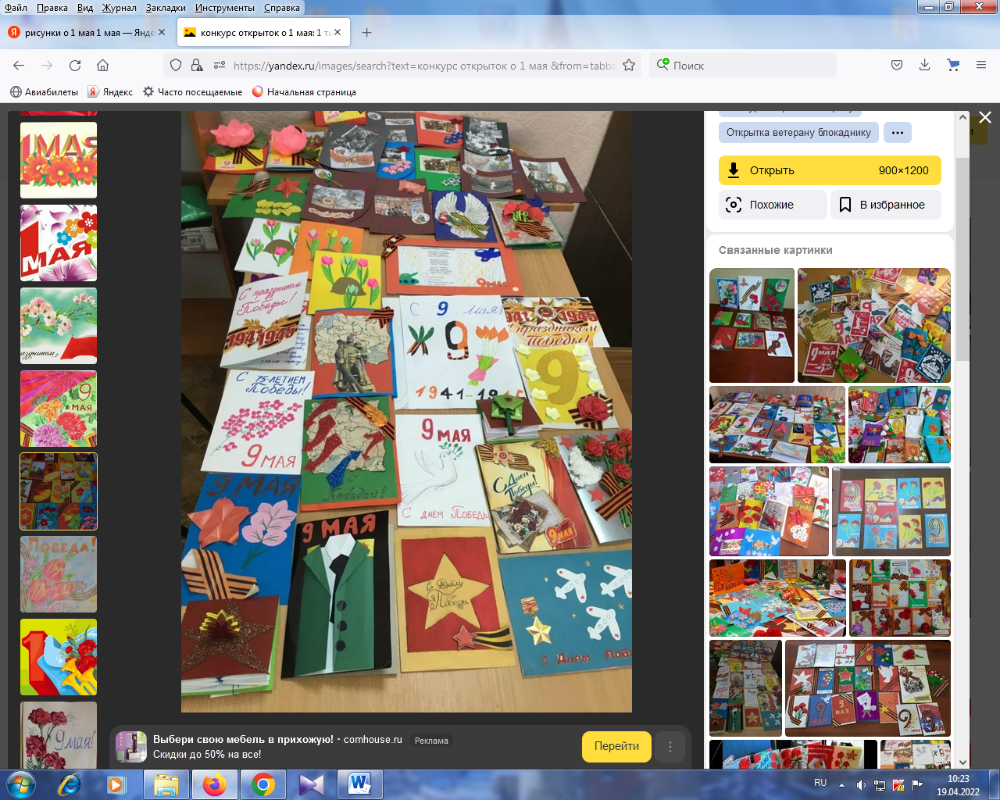 Файл Правка Вид Журнал Закладки Инструменты Справка
рисунки о 1 мая 1 мая — Янде
конкурс открыток о 1 мая: 1 ть
https://yandex.ru/images/search?text=конкурс открыток о 1 мая &from=tabba
Поиск
Авиабилеты Яндекс Часто посещаемые Начальная страница
Открытка ветерану блокаднику
Открыть 900×1200
Похожие В избранное
Связанные картинки
1 МАЯ
МАЯ
9 МАЯ
ПОБЕДА!
1
9 мая!
9 МАЯ
С праздником Победы!
1941 1945
С 9 мая!
9
1941-1945
1941 1945
праздником Победы!
9
С 75-ЛЕТИЕМ Победы!
9 МАЯ
9 МАЯ
С ДНЁМ ПОБЕДЫ
С Днем Победы!
9 мая
9 МАЯ
9 МАЯ
С Днём Победы
С Днем Побе
Выбери свою мебель в прихожую! · comhouse.ru Реклама
Скидки до 50% на все!
Перейти
RU
10:23
19.04.2022